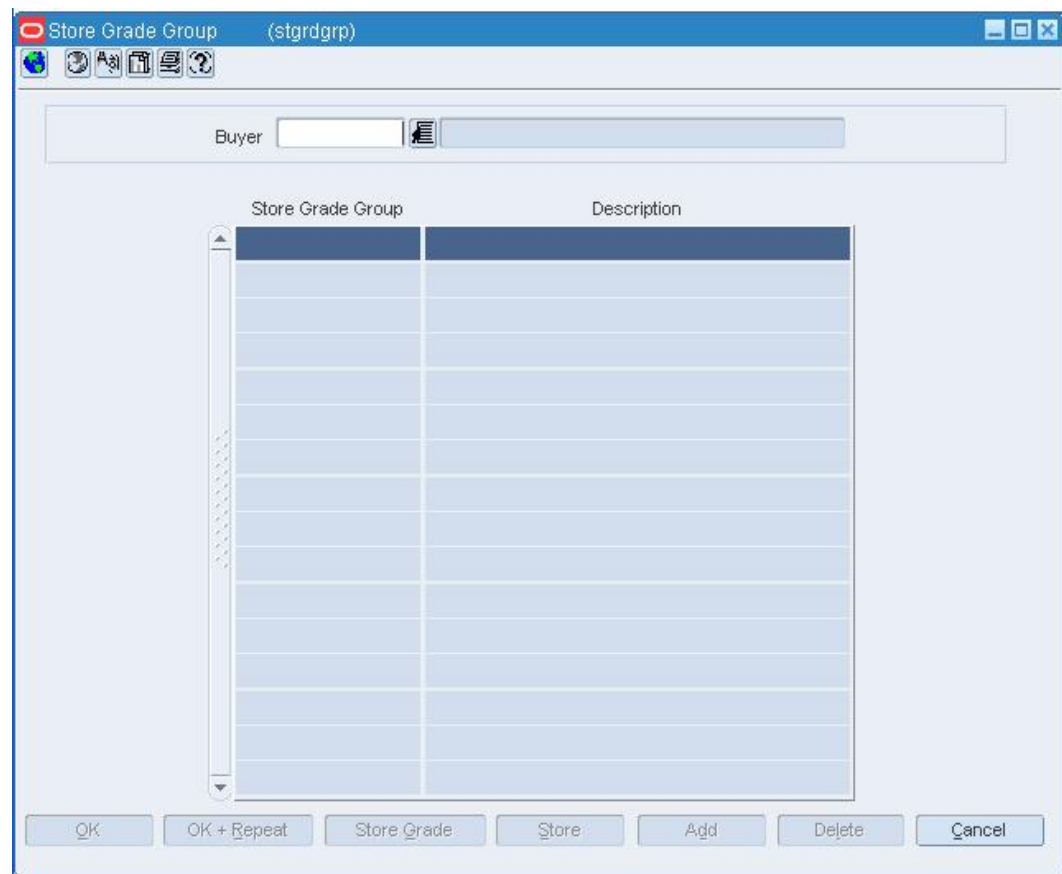 Store Grade Group (stgrdgrp)
Buyer
Store Grade Group Description
OK OK + Repeat Store Grade Store Add Delete Cancel